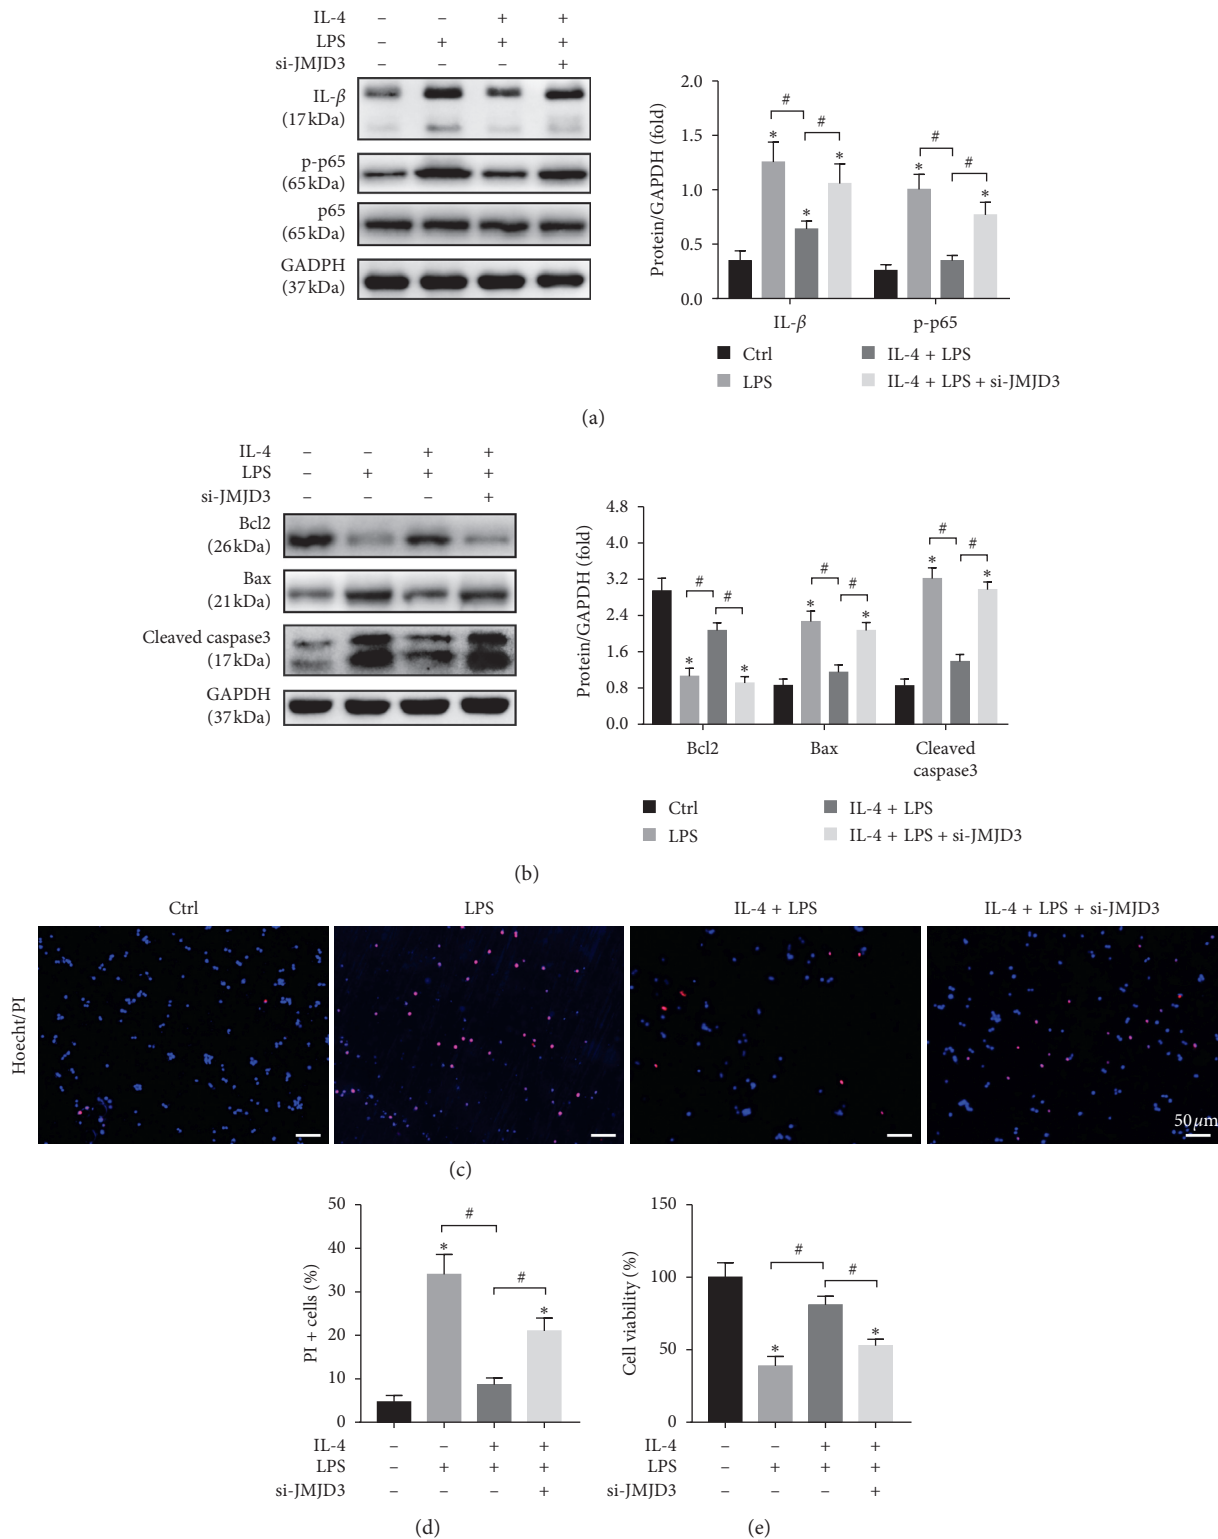 IL-4 – – + +
LPS – + + +
si-JMJD3 – – – +
IL-β
(17 kDa)
p-p65
(65 kDa)
p65
(65 kDa)
GADPH
(37 kDa)
Protein/GAPDH (fold)
2.0
1.5
1.0
0.5
0.0
# # # #
* * * * *
IL-β p-p65
Ctrl IL-4 + LPS
LPS IL-4 + LPS + si-JMJD3
(a)
IL-4 – – + +
LPS – + + +
si-JMJD3 – – – +
Bcl2
(26 kDa)
Bax
(21 kDa)
Cleaved caspase3
(17 kDa)
GAPDH
(37 kDa)
Protein/GAPDH (fold)
4.8
4.0
3.2
2.4
1.6
0.8
0.0
# # # # # #
* * * * * *
Bcl2 Bax Cleaved
caspase3
Ctrl IL-4 + LPS
LPS IL-4 + LPS + si-JMJD3
(b)
Ctrl LPS IL-4 + LPS IL-4 + LPS + si-JMJD3
Hoecht/PI
50 μm
(c)
PI + cells (%)
50
40
30
20
10
0
# #
* *
IL-4 – – + +
LPS – + + +
si-JMJD3 – – – +
(d)
Cell viability (%)
150
100
50
0
# #
* *
IL-4 – – + +
LPS – + + +
si-JMJD3 – – – +
(e)